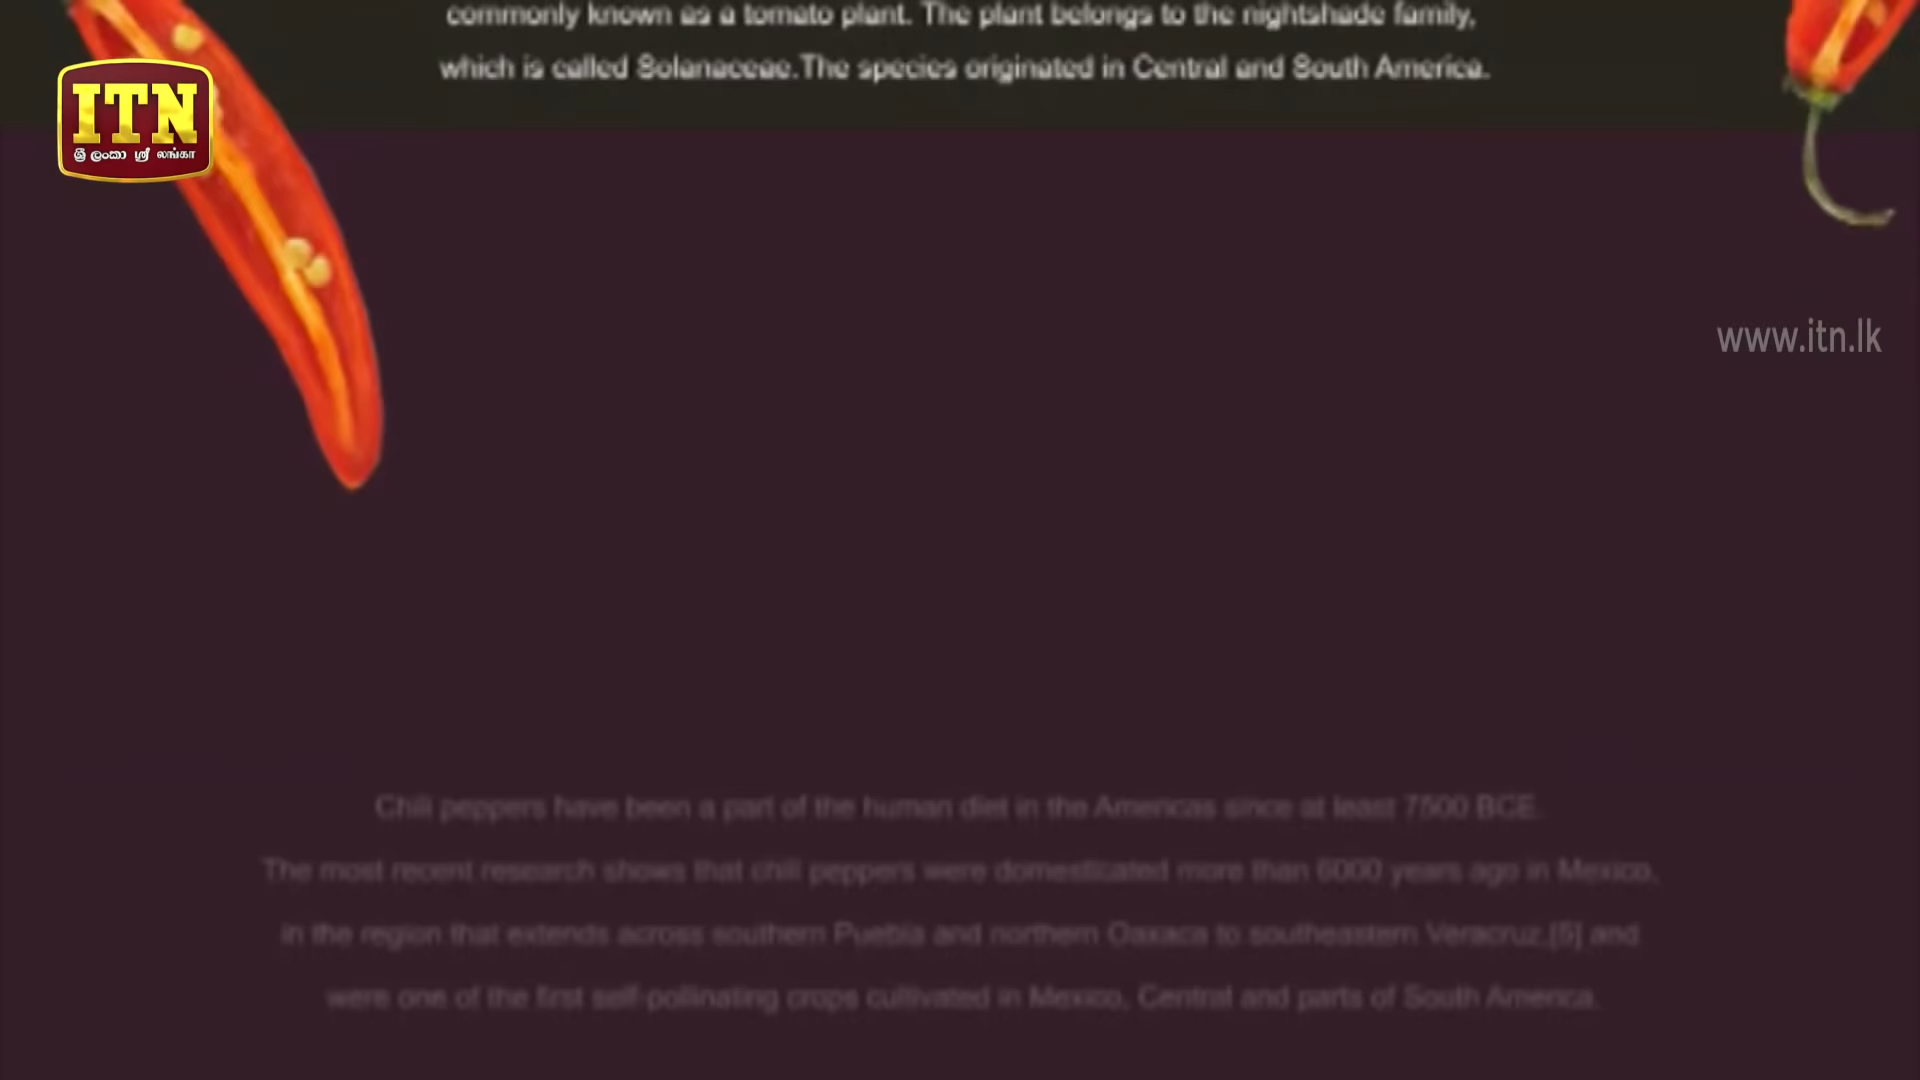 commonly known as a tomato plant. The plant belongs to the nightshade family,
which is called Solanaceae.The species originated in Central and South America.
ITN
ශ්‍රී ලංකා ஸ்ரீ லங்கா
www.itn.lk
Chili peppers have been a part of the human diet in the Americas since at least 7500 BCE.
The most recent research shows that chili peppers were domesticated more than 6000 years ago in Mexico,
in the region that extends across southern Puebla and northern Oaxaca to southeastern Veracruz,[5] and
were one of the first self-pollinating crops cultivated in Mexico, Central and parts of South America.